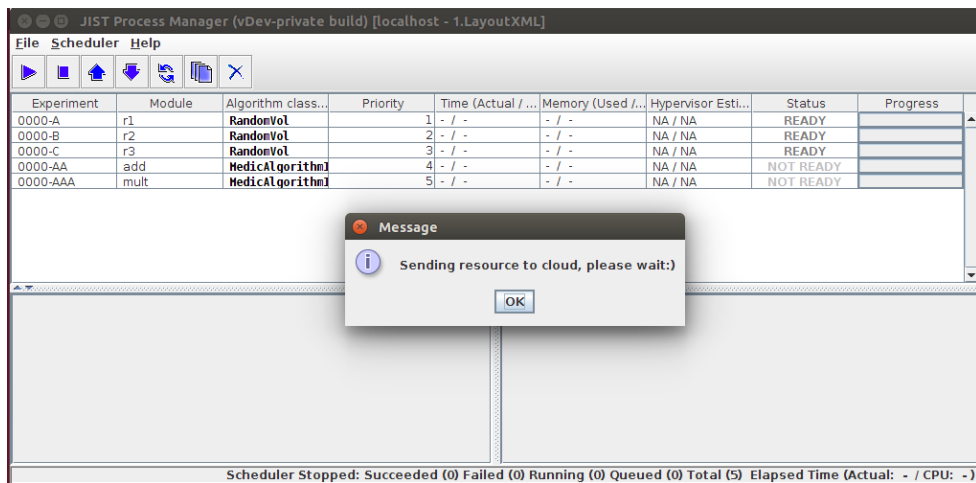 JIST Process Manager (vDev-private build) [localhost - 1.LayoutXML]
File Scheduler Help
Experiment Module Algorithm class... Priority Time (Actual / ... Memory (Used /... Hypervisor Esti... Status Progress
0000-A r1 RandomVol 1 - / - - / - NA / NA READY
0000-B r2 RandomVol 2 - / - - / - NA / NA READY
0000-C r3 RandomVol 3 - / - - / - NA / NA READY
0000-AA add MedicAlgorithmI 4 - / - - / - NA / NA NOT READY
0000-AAA mult MedicAlgorithmI 5 - / - - / - NA / NA NOT READY
Message
Sending resource to cloud, please wait:)
OK
Scheduler Stopped: Succeeded (0) Failed (0) Running (0) Queued (0) Total (5) Elapsed Time (Actual: - / CPU: -)